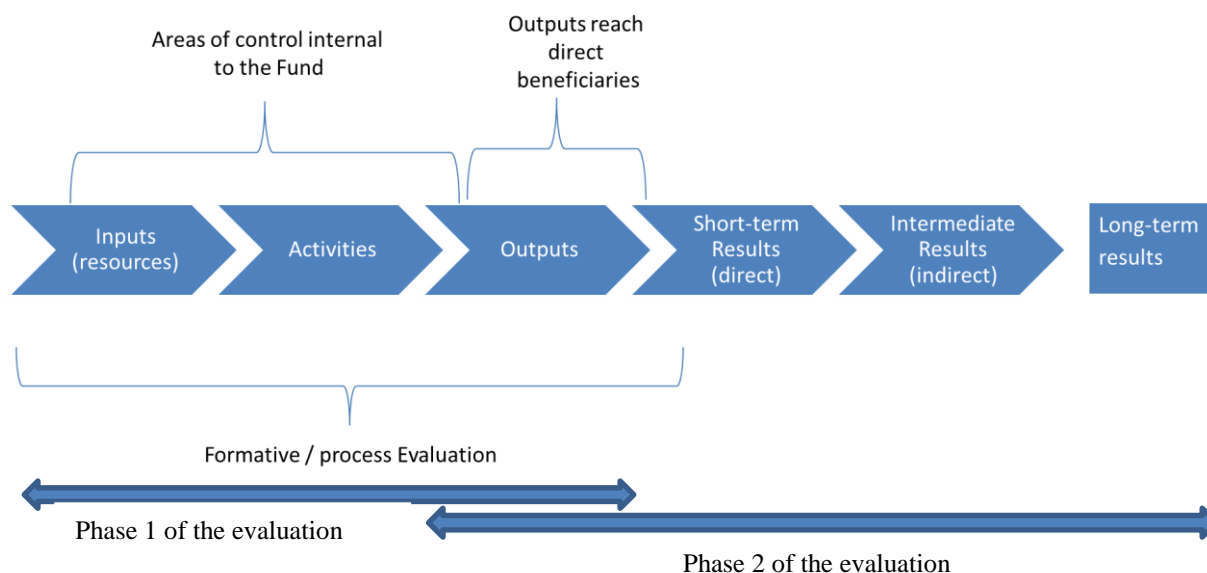 Areas of control internal
to the Fund
Outputs reach
direct
beneficiaries
Inputs
(resources)
Activities
Outputs
Short-term
Results
(direct)
Intermediate
Results
(indirect)
Long-term
results
Formative / process Evaluation
Phase 1 of the evaluation
Phase 2 of the evaluation